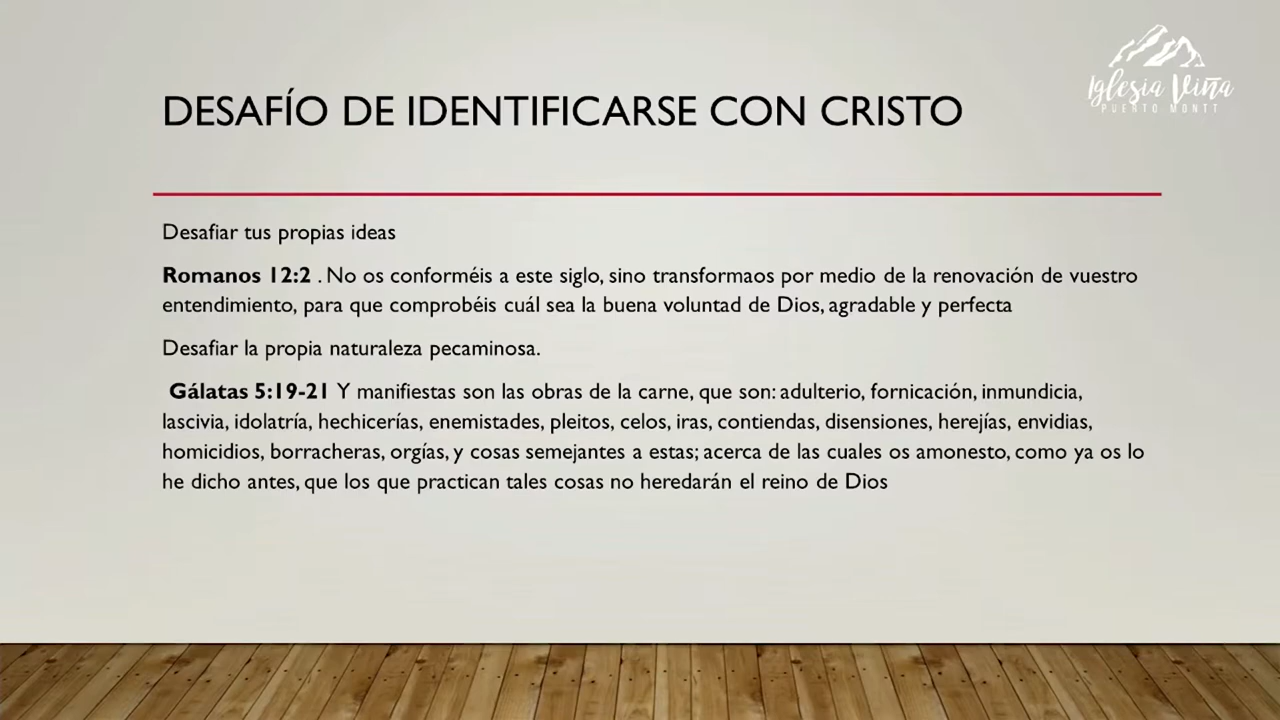 Iglesia Viña
PUERTO MONTT
DESAFÍO DE IDENTIFICARSE CON CRISTO
Desafiar tus propias ideas
Romanos 12:2 . No os conforméis a este siglo, sino transformaos por medio de la renovación de vuestro
entendimiento, para que comprobéis cuál sea la buena voluntad de Dios, agradable y perfecta
Desafiar la propia naturaleza pecaminosa.
Gálatas 5:19-21 Y manifiestas son las obras de la carne, que son: adulterio, fornicación, inmundicia,
lascivia, idolatría, hechicerías, enemistades, pleitos, celos, iras, contiendas, disensiones, herejías, envidias,
homicidios, borracheras, orgías, y cosas semejantes a estas; acerca de las cuales os amonesto, como ya os lo
he dicho antes, que los que practican tales cosas no heredarán el reino de Dios